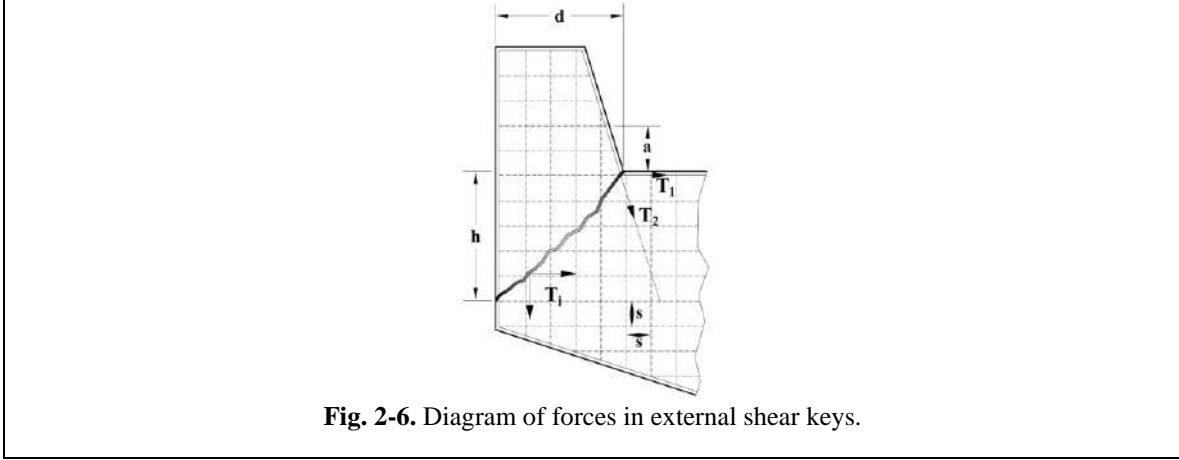 d
a
T1
T2
h
Ti
s
s
Fig. 2-6. Diagram of forces in external shear keys.